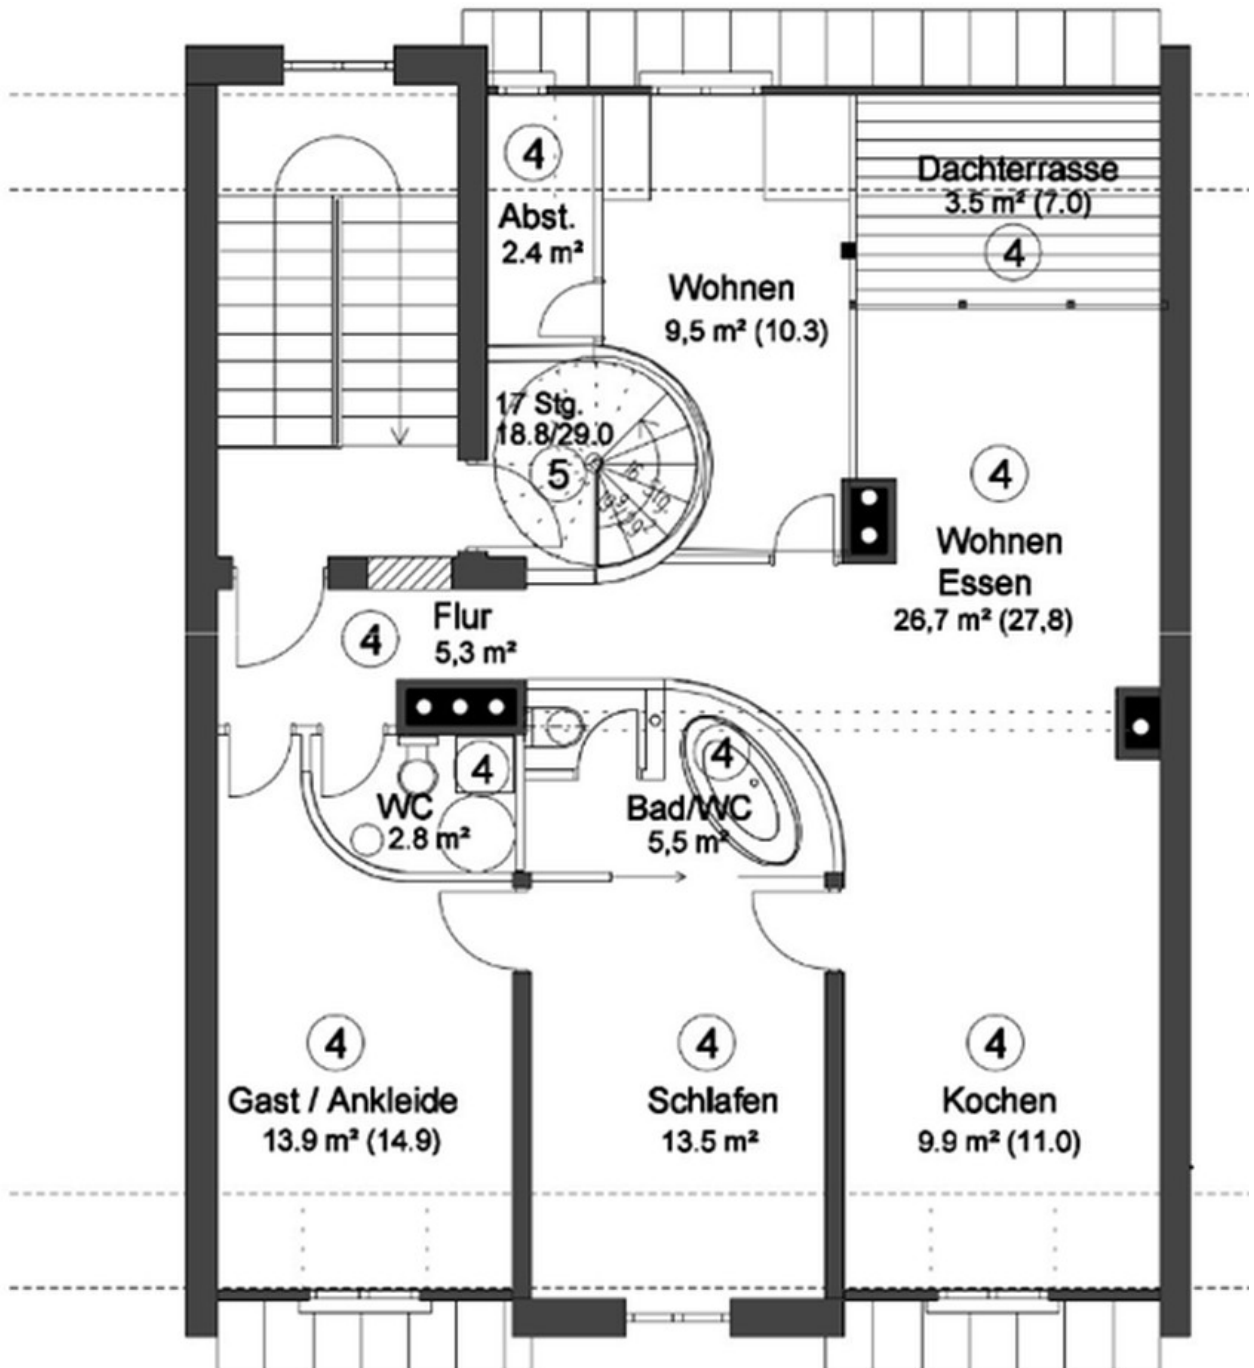 4
Abst.
2.4 m²
Dachterrasse
3.5 m² (7.0)
4
Wohnen
9,5 m² (10.3)
17 Stg.
18.8/29.0
5
16 Stg.
4
Wohnen
Essen
26,7 m² (27,8)
Flur
5,3 m²
4
4
WC
2.8 m²
4
Bad/WC
5,5 m²
4
Gast / Ankleide
13.9 m² (14.9)
4
Schlafen
13.5 m²
4
Kochen
9.9 m² (11.0)